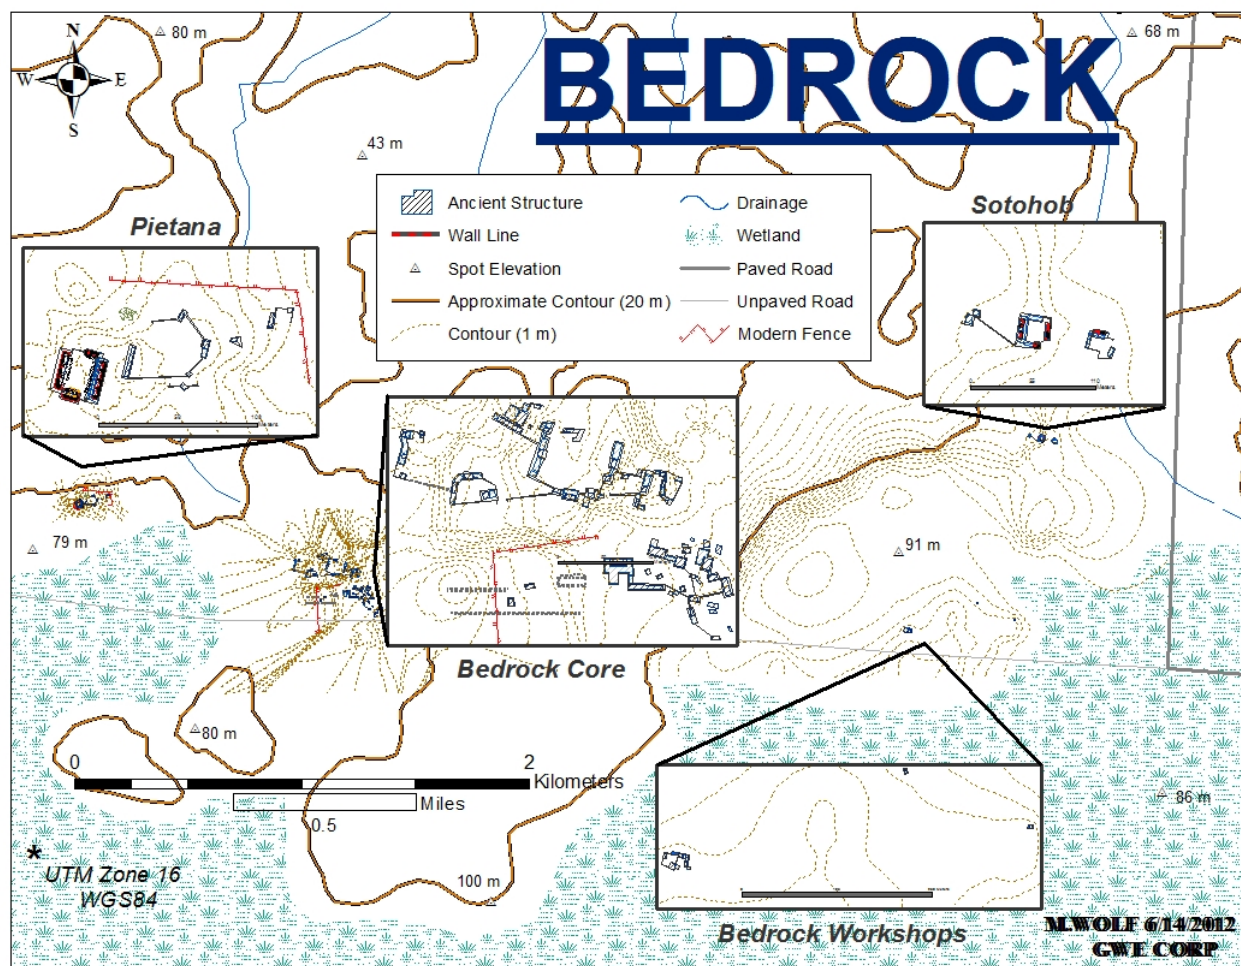 BEDROCK
N
W E
S
80 m
68 m
43 m
Ancient Structure
Wall Line
Spot Elevation
Approximate Contour (20 m)
Contour (1 m)
Drainage
Wetland
Paved Road
Unpaved Road
Modern Fence
Pietana
Sotohob
79 m
91 m
Bedrock Core
80 m
0 2
Kilometers
Miles
0.5
86 m
100 m
*
UTM Zone 16
WGS84
Bedrock Workshops
M.WOLF 6/14/2012
GWE CORP